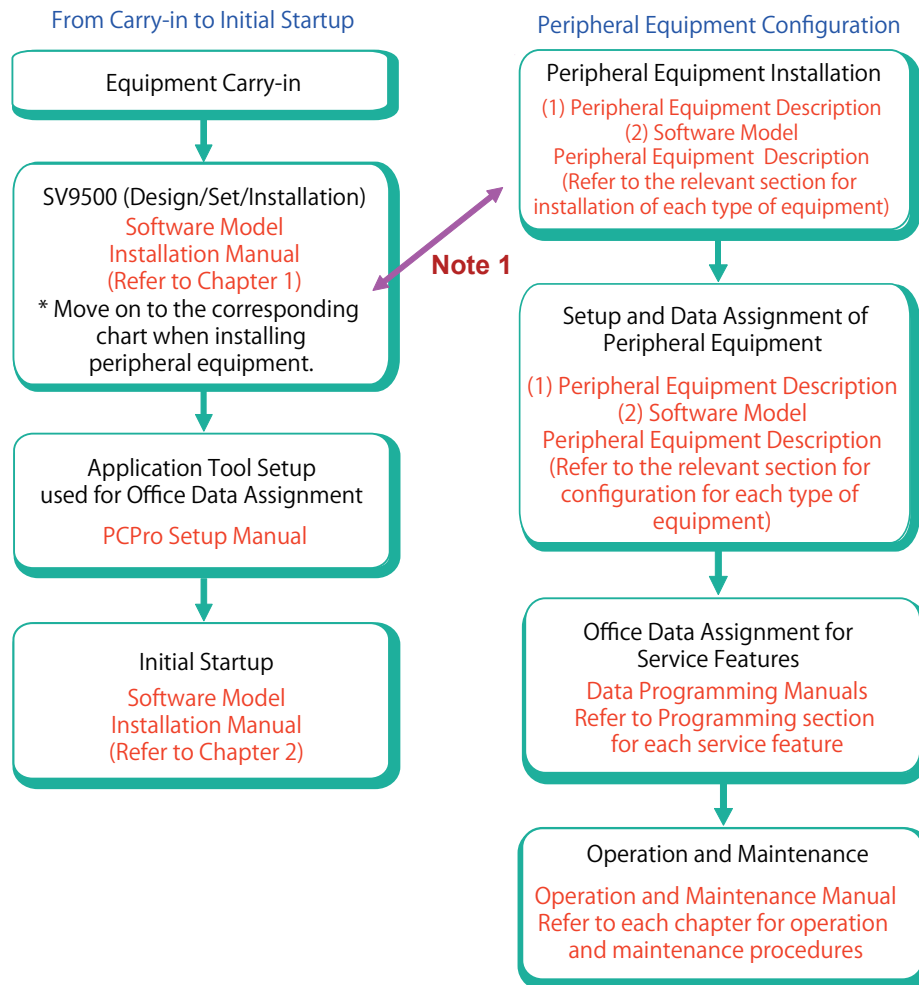 From Carry-in to Initial Startup
Equipment Carry-in
SV9500 (Design/Set/Installation)
Software Model
Installation Manual
(Refer to Chapter 1)
* Move on to the corresponding
chart when installing
peripheral equipment.
Application Tool Setup
used for Office Data Assignment
PCPro Setup Manual
Initial Startup
Software Model
Installation Manual
(Refer to Chapter 2)
Note 1
Peripheral Equipment Configuration
Peripheral Equipment Installation
(1) Peripheral Equipment Description
(2) Software Model
Peripheral Equipment Description
(Refer to the relevant section for
installation of each type of equipment)
Setup and Data Assignment of
Peripheral Equipment
(1) Peripheral Equipment Description
(2) Software Model
Peripheral Equipment Description
(Refer to the relevant section for
configuration for each type of
equipment)
Office Data Assignment for
Service Features
Data Programming Manuals
Refer to Programming section
for each service feature
Operation and Maintenance
Operation and Maintenance Manual
Refer to each chapter for operation
and maintenance procedures